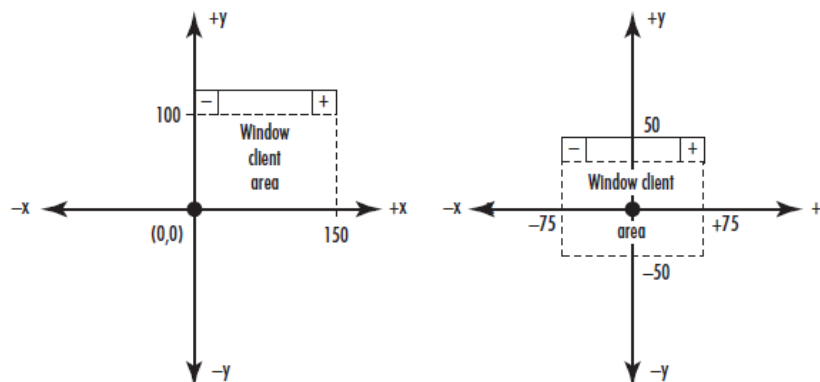 +y
– +
100
Window
client
area
–x
+x
(0,0)
150
–y
+y
50
– +
Window client
–x
+
–75
area
+75
–50
–y